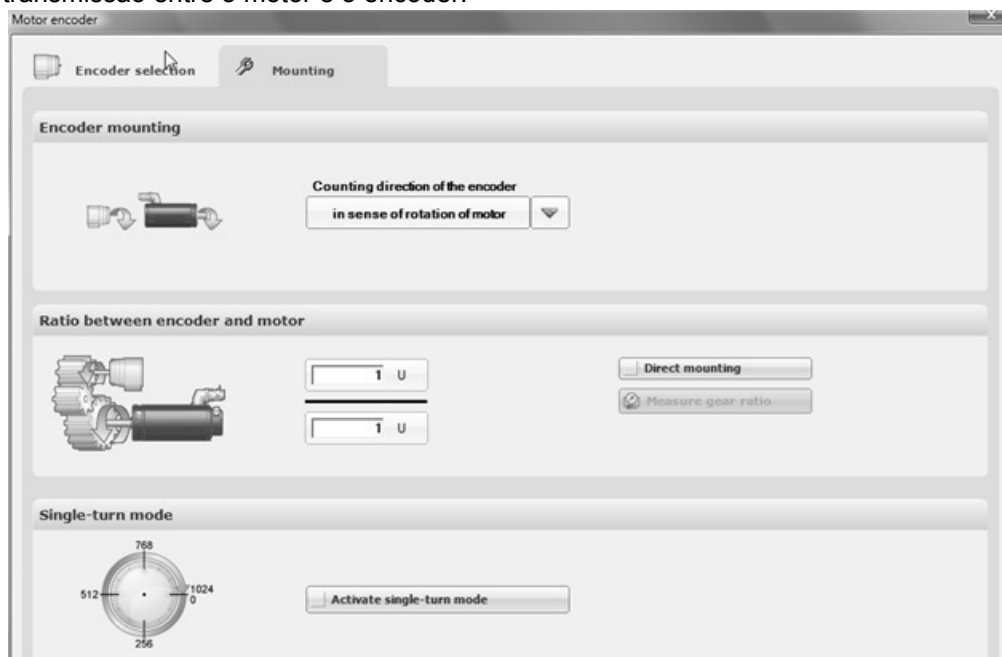 transmissão entre o motor e o encoder.
Motor encoder
Encoder selection
Mounting
Encoder mounting
Counting direction of the encoder
in sense of rotation of motor
Ratio between encoder and motor
1 U
1 U
Direct mounting
Measure gear ratio
Single-turn mode
768
512
1024
0
256
Activate single-turn mode